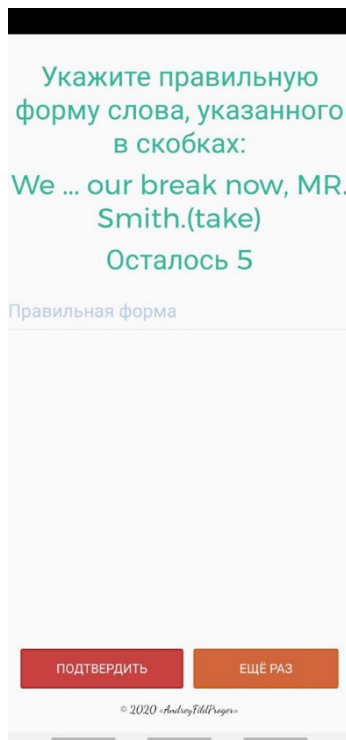 Укажите правильную
форму слова, указанного
в скобках:
We ... our break now, MR.
Smith.(take)
Осталось 5
Правильная форма
ПОДТВЕРДИТЬ
ЕЩЁ РАЗ
© 2020 «AndreyFildProger»